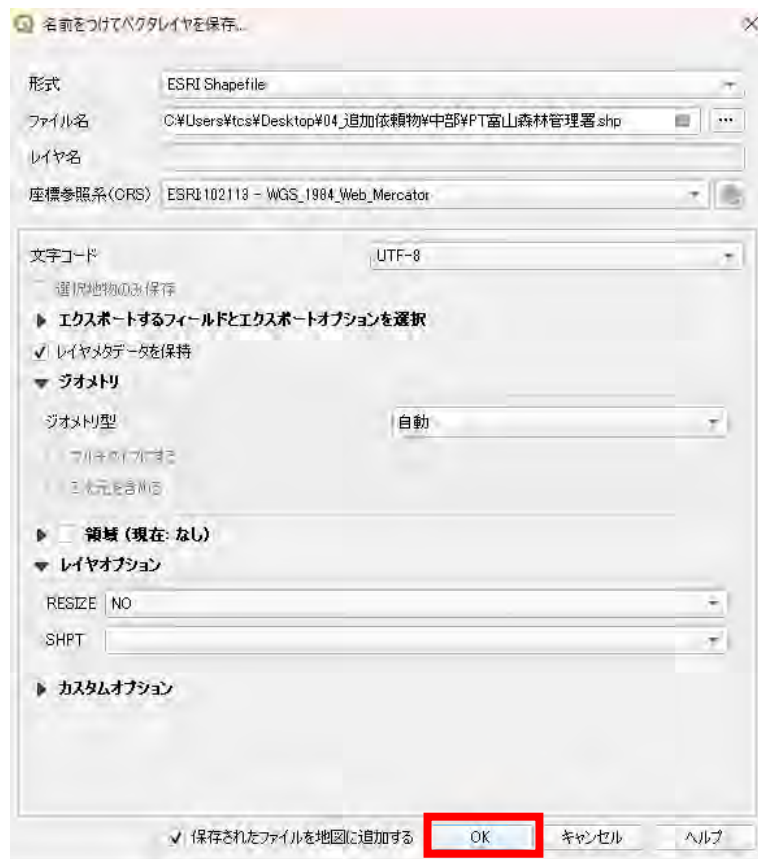 名前をつけてベクタレイヤを保存...
形式 ESRI Shapefile
ファイル名 C:¥Users¥tcs¥Desktop¥04_追加依頼物¥中部¥PT富山森林管理署.shp ...
レイヤ名
座標参照系(CRS) ESRI:102113 - WGS_1984_Web_Mercator
文字コード UTF-8
選択地物のみ保存
エクスポートするフィールドとエクスポートオプションを選択
レイヤメタデータを保持
ジオメトリ
ジオメトリ型 自動
マルチタイプにする
三次元を含める
領域 (現在: なし)
レイヤオプション
RESIZE NO
SHPT
カスタムオプション
保存されたファイルを地図に追加する OK キャンセル ヘルプ